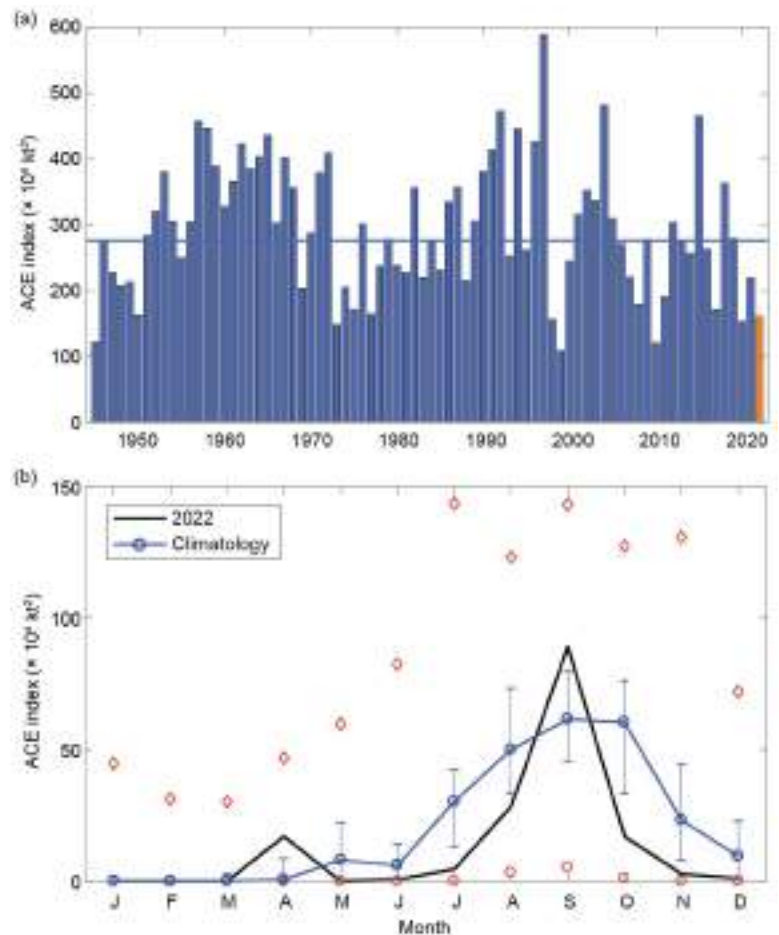 (a)
600
500
400
300
200
100
0
ACE index (× 10⁴ kt²)
1950 1960 1970 1980 1990 2000 2010 2020
(b)
150
100
50
0
ACE index (× 10⁴ kt²)
2022
Climatology
J F M A M J J A S O N D
Month